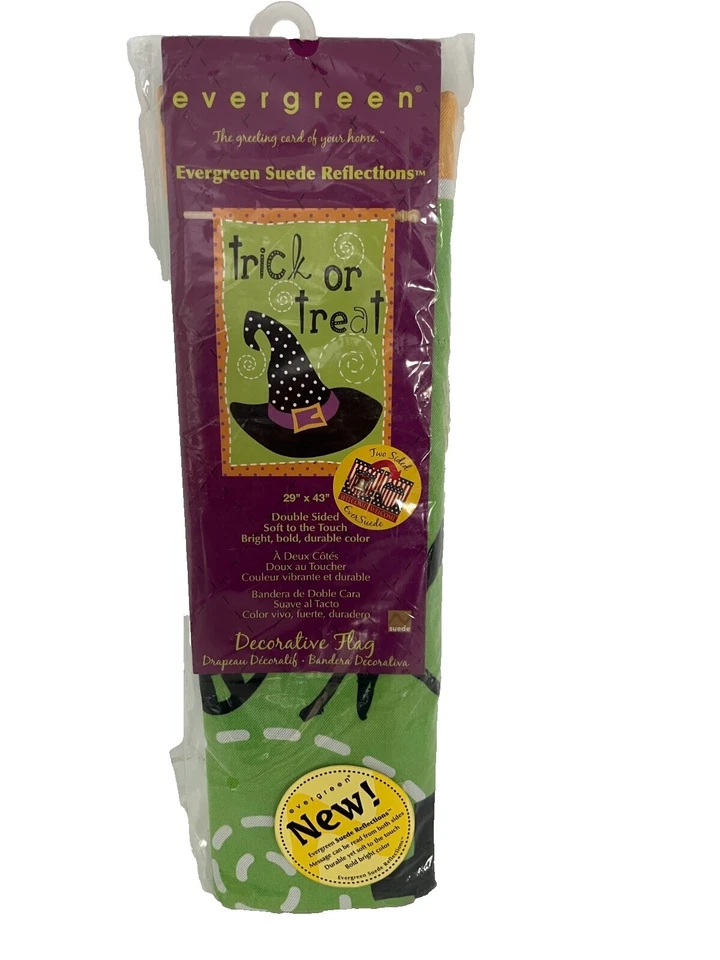 evergreen®
The greeting card of your home.™
Evergreen Suede Reflections™
trick or
treat
Two Sided
EverSuede
29" x 43"
Double Sided
Soft to the Touch
Bright, bold, durable color
À Deux Côtés
Doux au Toucher
Couleur vibrante et durable
Bandera de Doble Cara
Suave al Tacto
Color vivo, fuerte, duradero
suede
Decorative Flag
Drapeau Décoratif • Bandera Decorativa
evergreen®
New!
Evergreen Suede Reflections™
Message can be read from both sides
Durable yet soft to the touch
Bold bright color
Evergreen Suede Reflections™